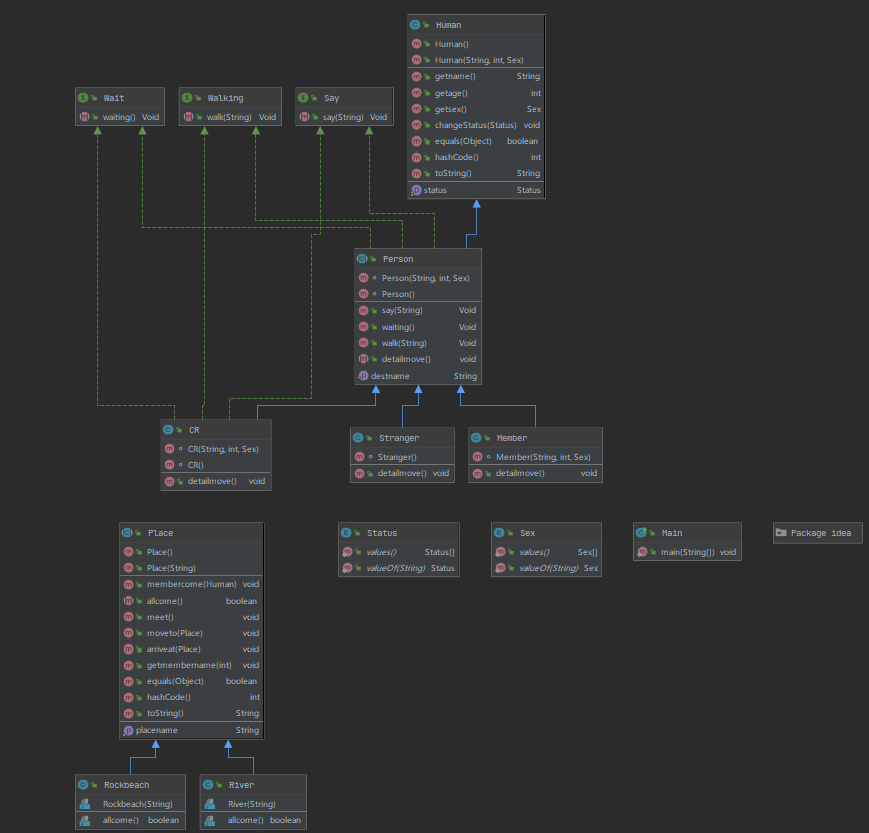 Human
Human()
Human(String, int, Sex)
getname() String
getage() int
getsex() Sex
changeStatus(Status) void
equals(Object) boolean
hashCode() int
toString() String
status Status
Wait
waiting() Void
Walking
walk(String) Void
Say
say(String) Void
Person
Person(String, int, Sex)
Person()
say(String) Void
waiting() Void
walk(String) Void
detailmove() void
destname String
CR
CR(String, int, Sex)
CR()
detailmove() void
Stranger
Stranger()
detailmove() void
Member
Member(String, int, Sex)
detailmove() void
Place
Place()
Place(String)
membercome(Human) void
allcome() boolean
meet() void
moveto(Place) void
arriveat(Place) void
getmembername(int) void
equals(Object) boolean
hashCode() int
toString() String
placename String
Status
values() Status[]
valueOf(String) Status
Sex
values() Sex[]
valueOf(String) Sex
Main
main(String[]) void
Package idea
Rockbeach
Rockbeach(String)
allcome() boolean
River
River(String)
allcome() boolean